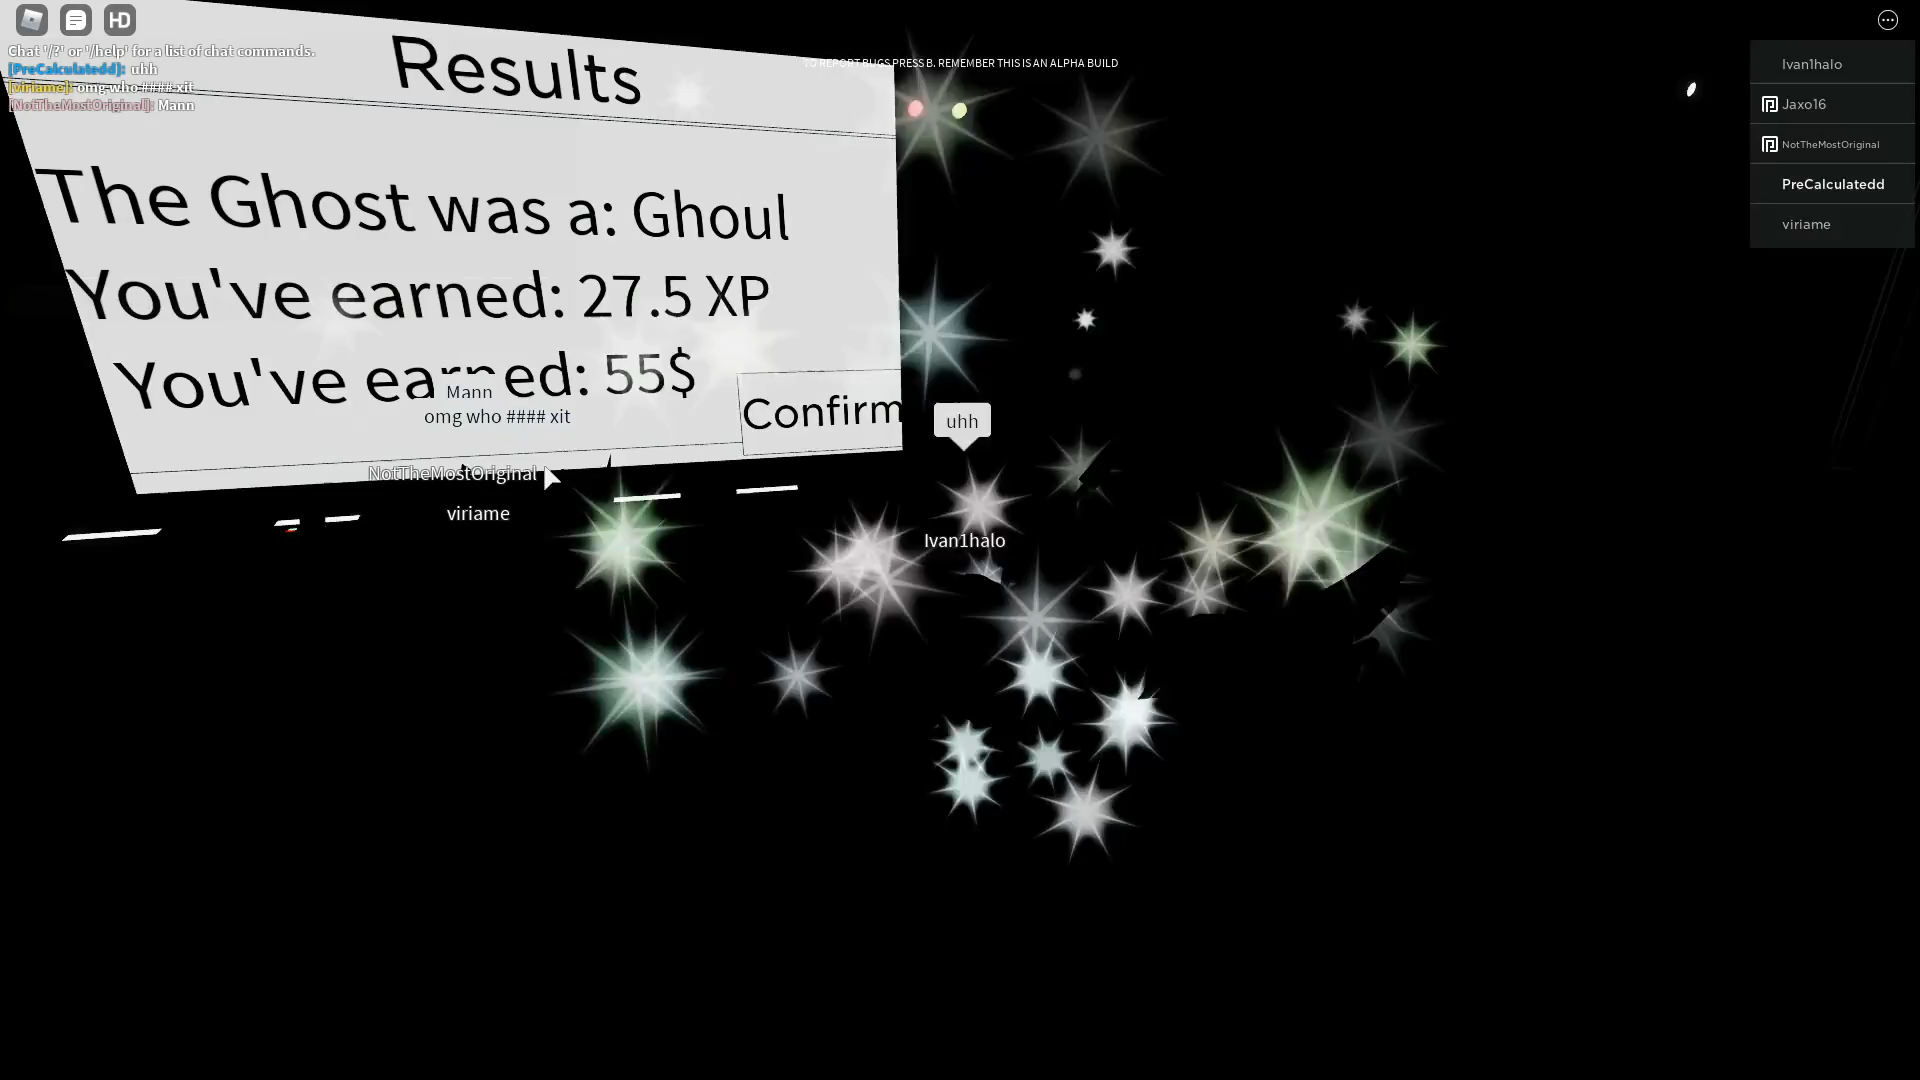 HD
Chat '/?' or '/help' for a list of chat commands.
[PreCalculatedd]: uhh
[viriame]: omg who #### xit
[NotTheMostOriginal]: Mann
Results
The Ghost was a: Ghoul
You've earned: 27.5 XP
You've earned: 55$
Confirm
Mann
omg who #### xit
NotTheMostOriginal
viriame
uhh
Ivan1halo
TO REPORT BUGS PRESS B. REMEMBER THIS IS AN ALPHA BUILD
Ivan1halo
Jaxo16
NotTheMostOriginal
PreCalculatedd
viriame